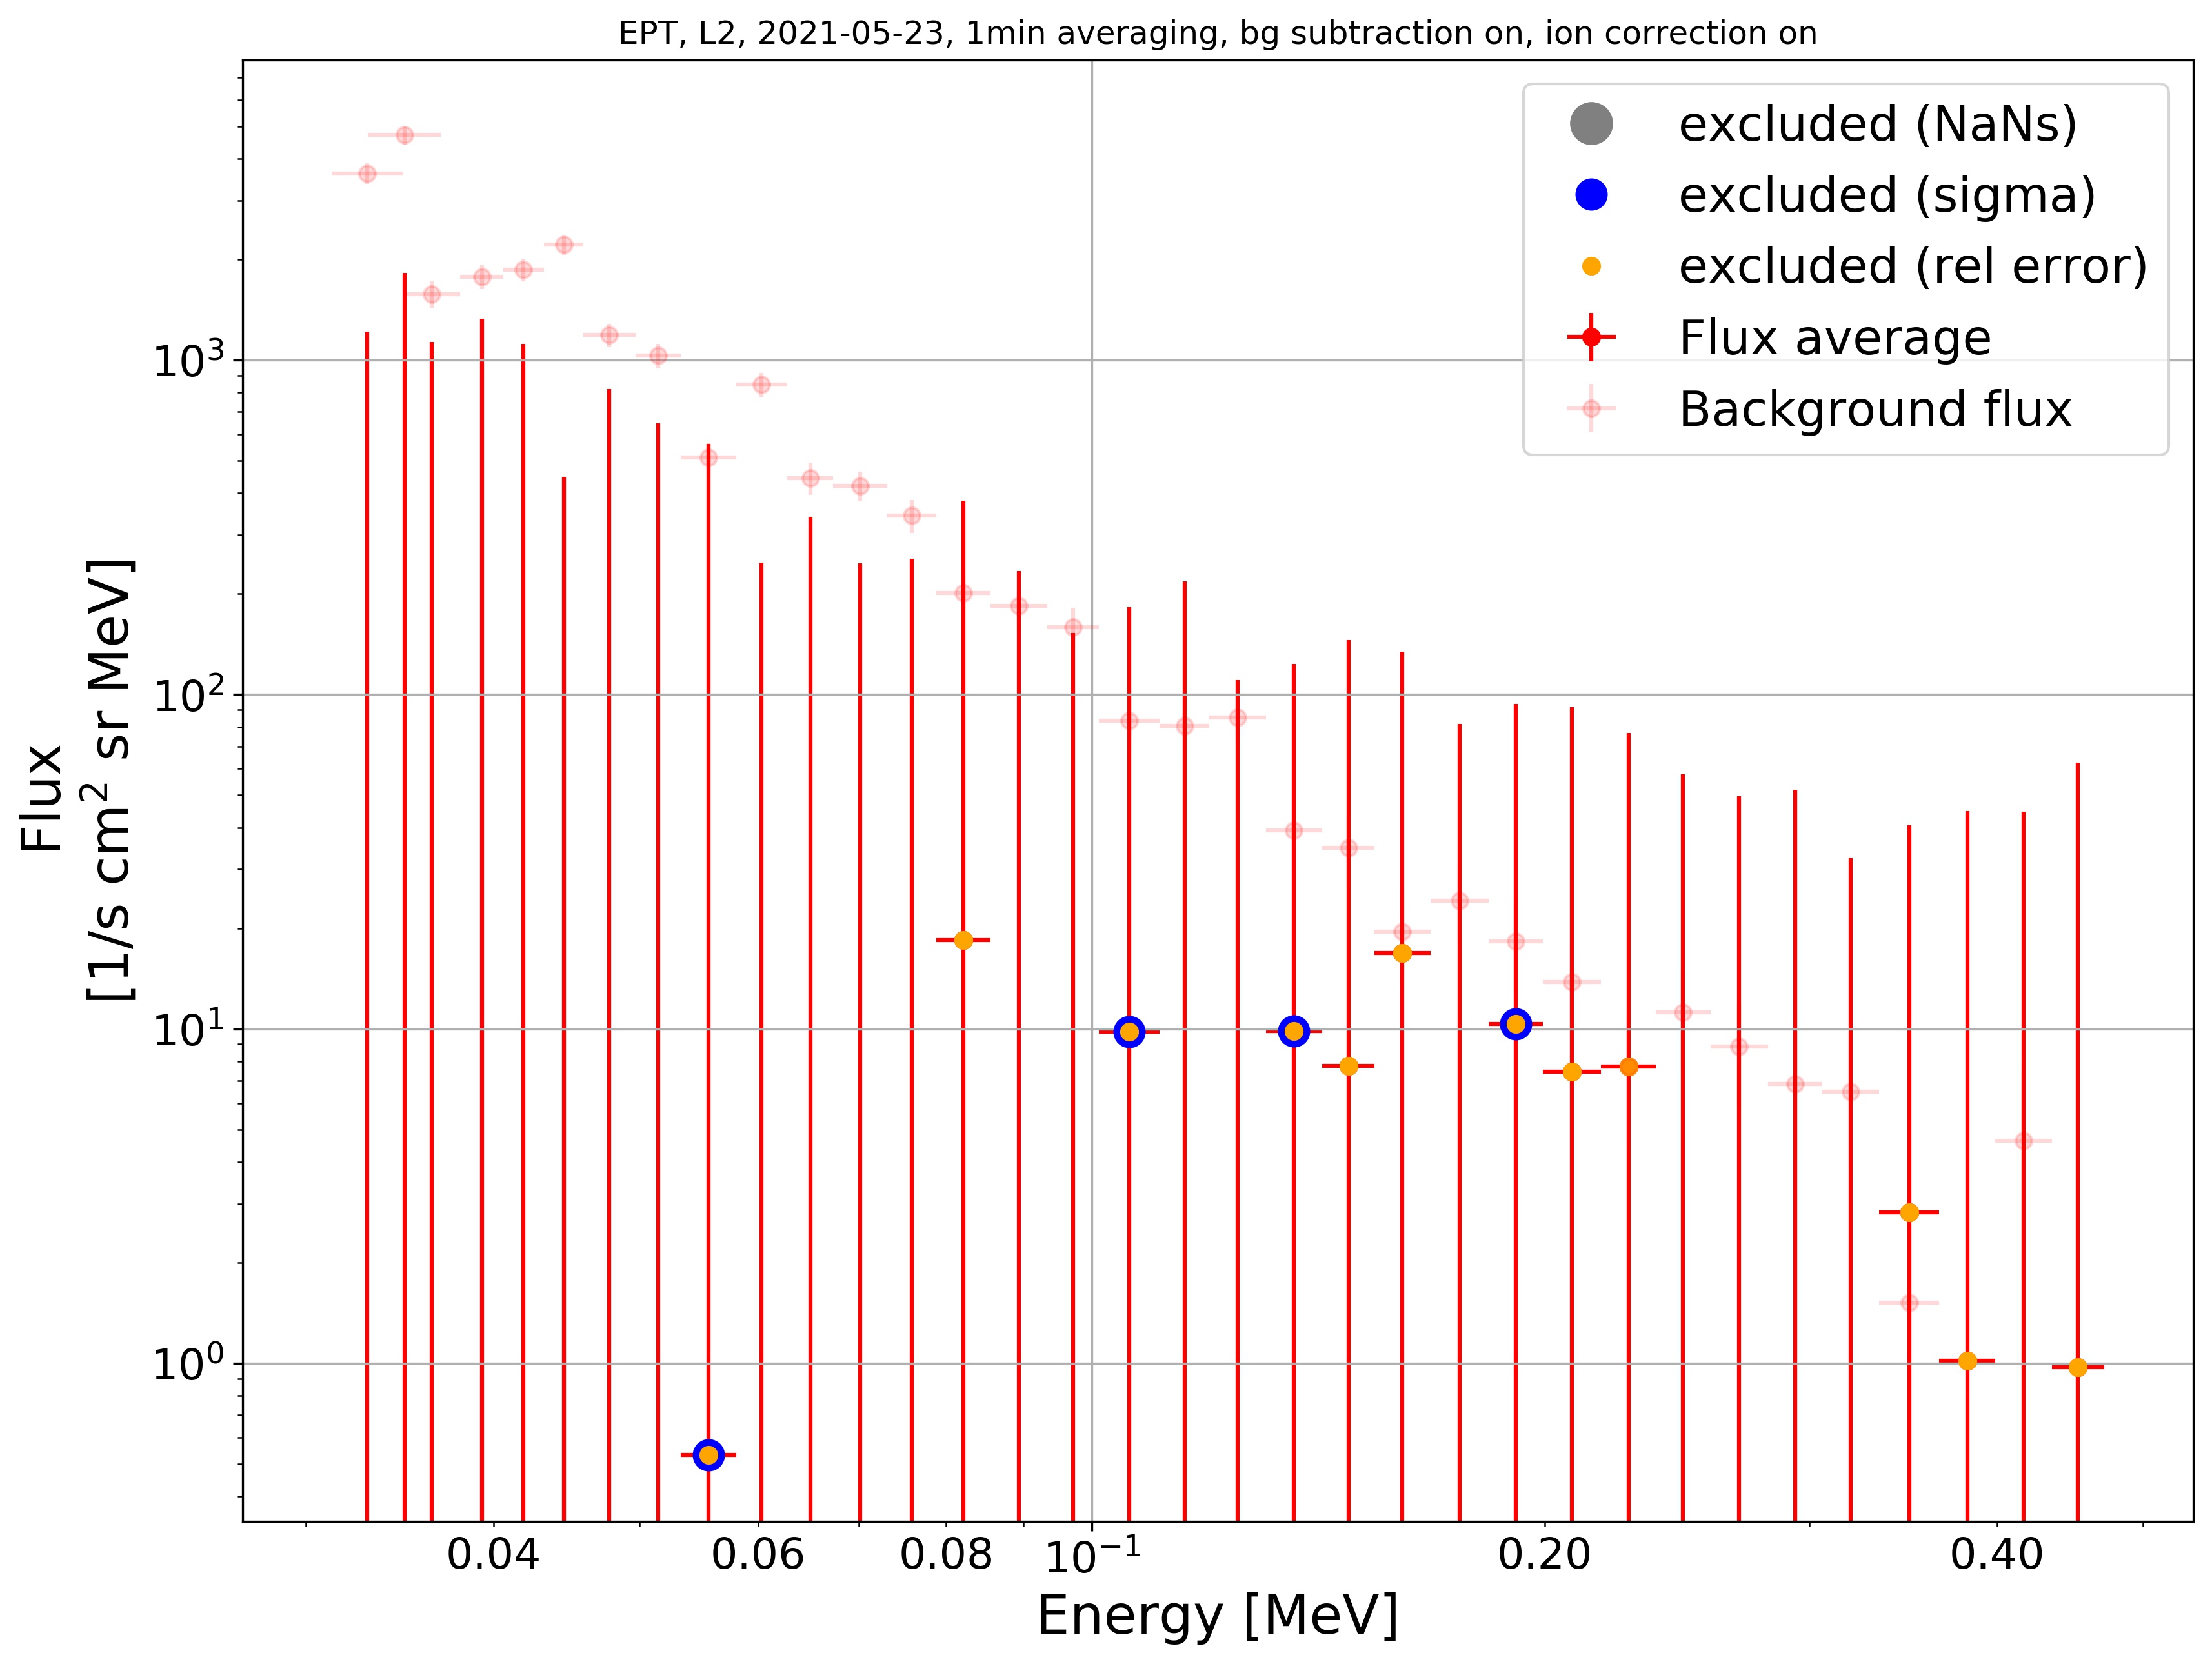 EPT, L2, 2021-05-23, 1min averaging, bg subtraction on, ion correction on
excluded (NaNs)
excluded (sigma)
excluded (rel error)
Flux average
Background flux
Flux
[1/s cm² sr MeV]
10³
10²
10¹
10⁰
0.04
0.06
0.08
10⁻¹
0.20
0.40
Energy [MeV]